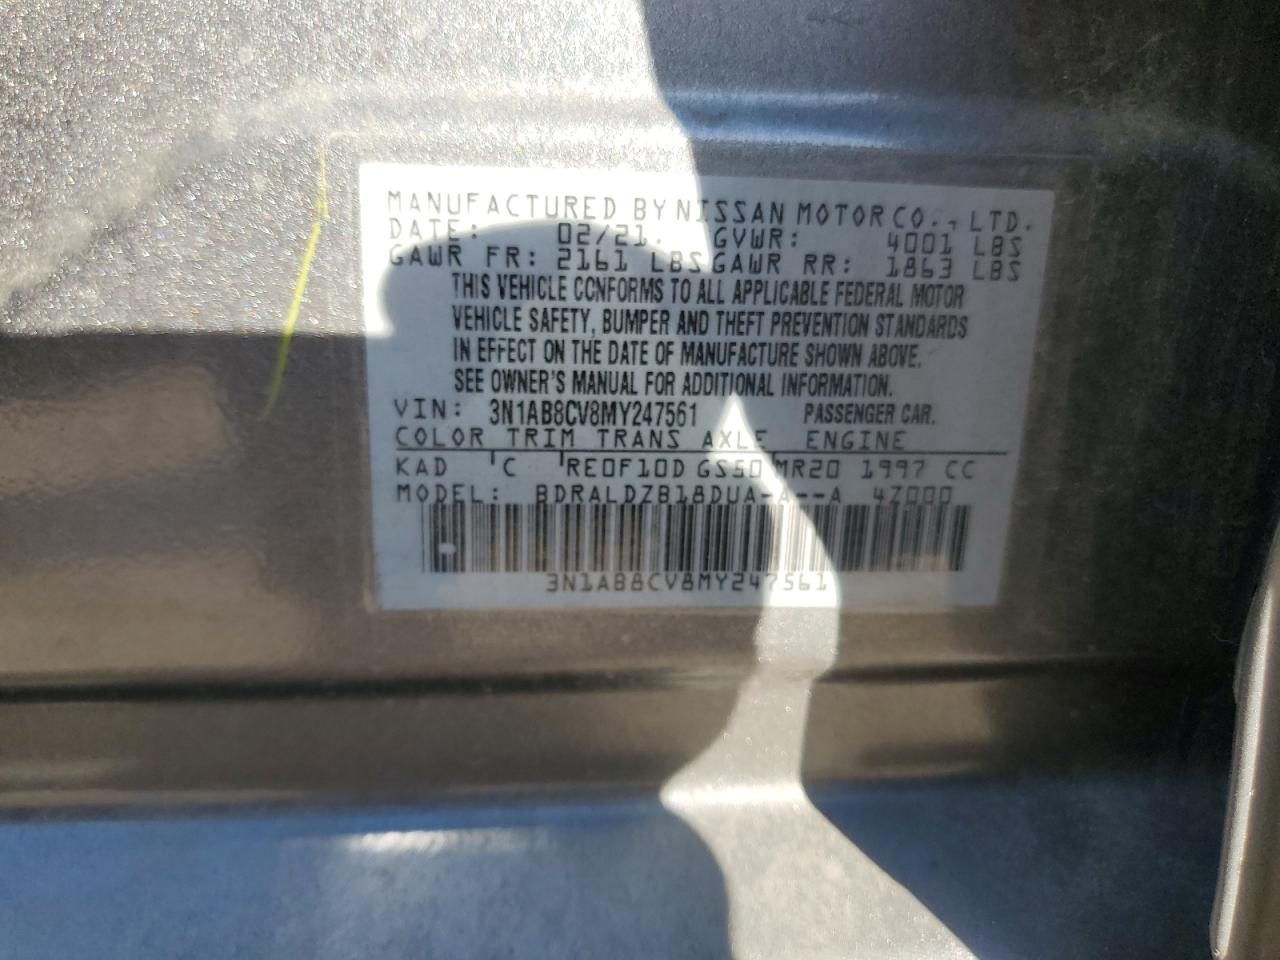 MANUFACTURED BY NISSAN MOTOR CO., LTD.
DATE: 02/21. GVWR: 4001 LBS
GAWR FR: 2161 LBS GAWR RR: 1863 LBS
THIS VEHICLE CONFORMS TO ALL APPLICABLE FEDERAL MOTOR
VEHICLE SAFETY, BUMPER AND THEFT PREVENTION STANDARDS
IN EFFECT ON THE DATE OF MANUFACTURE SHOWN ABOVE.
SEE OWNER'S MANUAL FOR ADDITIONAL INFORMATION.
VIN: 3N1AB8CV8MY247561 PASSENGER CAR.
COLOR TRIM TRANS AXLE ENGINE
KAD C RE0F10D GS50 MR20 1997 CC
MODEL: BDRALDZB18DUA-A--A 47000
3N1AB8CV8MY247561